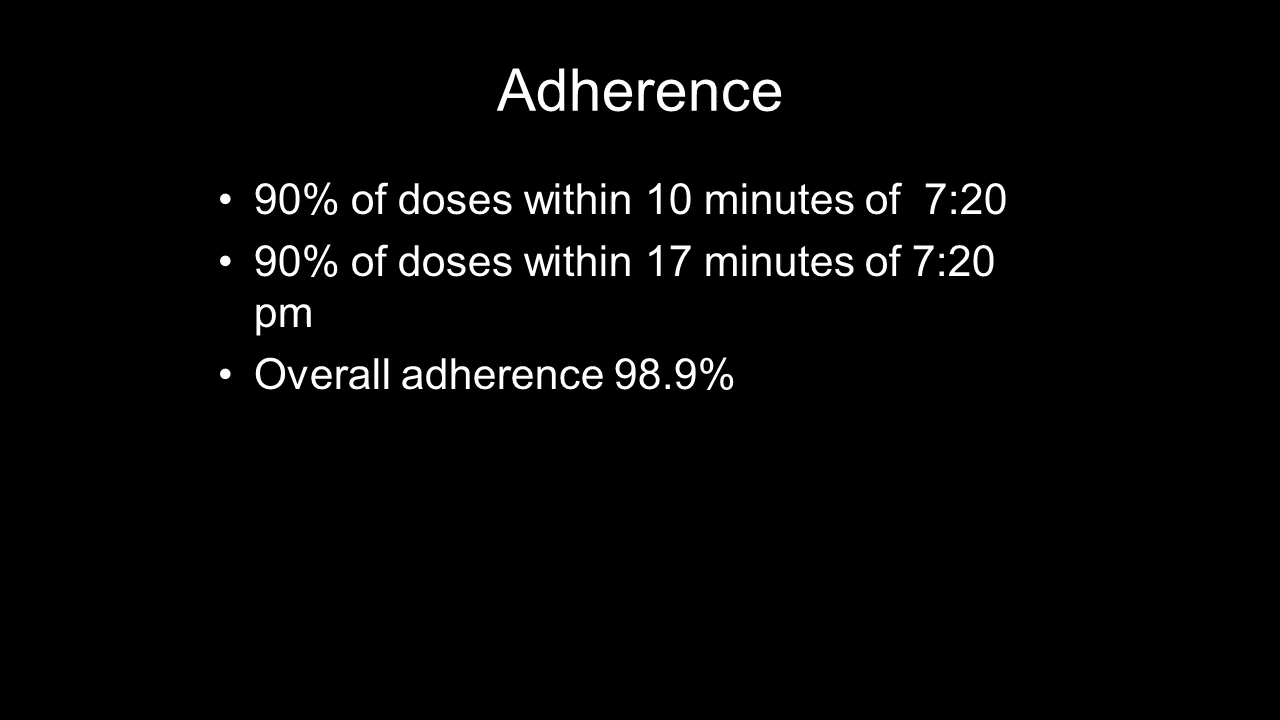 Adherence
• 90% of doses within 10 minutes of  7:20
• 90% of doses within 17 minutes of 7:20
pm
• Overall adherence 98.9%